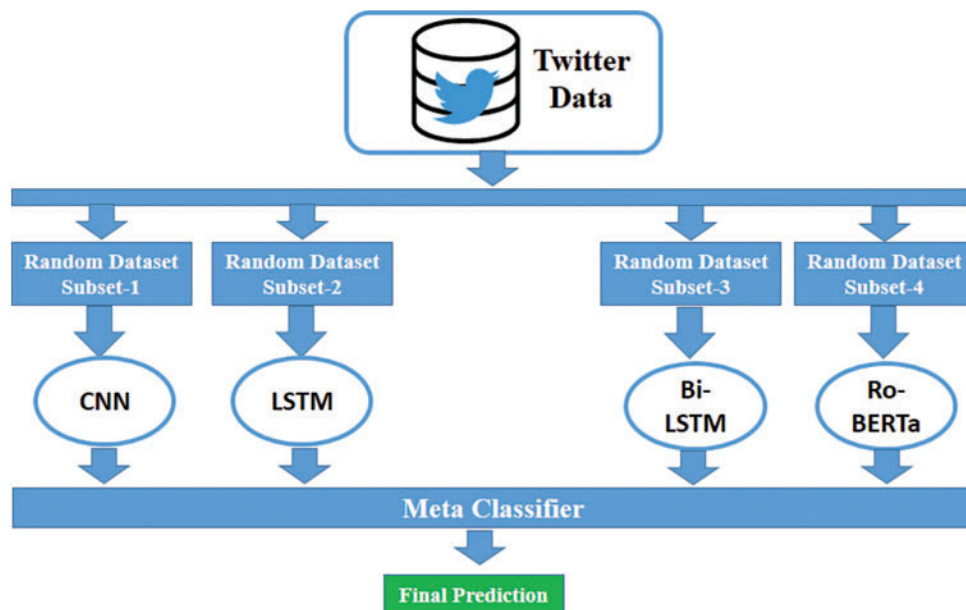 Twitter
Data
Random Dataset
Subset-1
Random Dataset
Subset-2
Random Dataset
Subset-3
Random Dataset
Subset-4
CNN
LSTM
Bi-
LSTM
Ro-
BERTa
Meta Classifier
Final Prediction